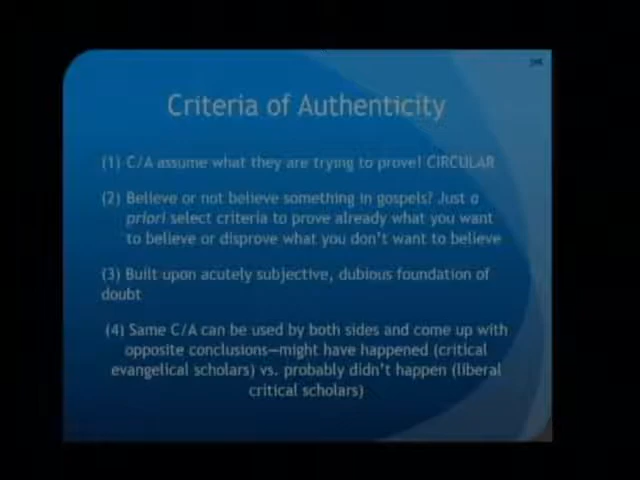 Criteria of Authenticity
(1) C/A assume what they are trying to prove! CIRCULAR
(2) Believe or not believe something in gospels? Just a
priori select criteria to prove already what you want
to believe or disprove what you don't want to believe
(3) Built upon acutely subjective, dubious foundation of
doubt
(4) Same C/A can be used by both sides and come up with
opposite conclusions—might have happened (critical
evangelical scholars) vs. probably didn't happen (liberal
critical scholars)